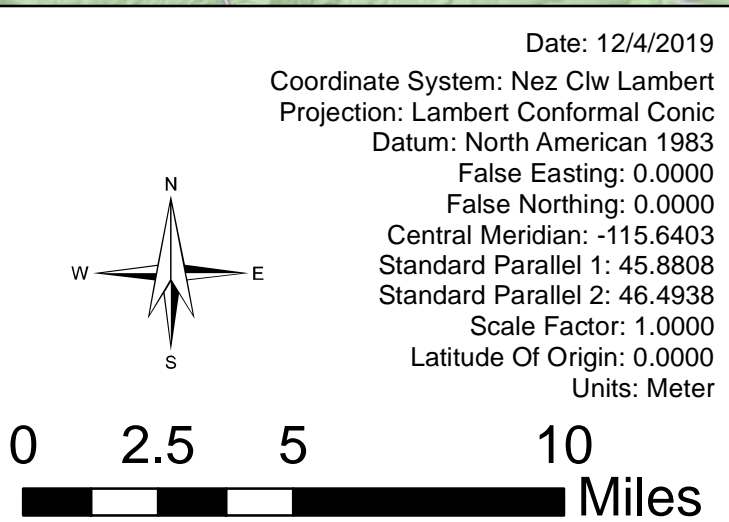 Date: 12/4/2019
Coordinate System: Nez Clw Lambert
Projection: Lambert Conformal Conic
Datum: North American 1983
False Easting: 0.0000
False Northing: 0.0000
Central Meridian: -115.6403
Standard Parallel 1: 45.8808
Standard Parallel 2: 46.4938
Scale Factor: 1.0000
Latitude Of Origin: 0.0000
Units: Meter
N
W E
S
0 2.5 5 10
Miles